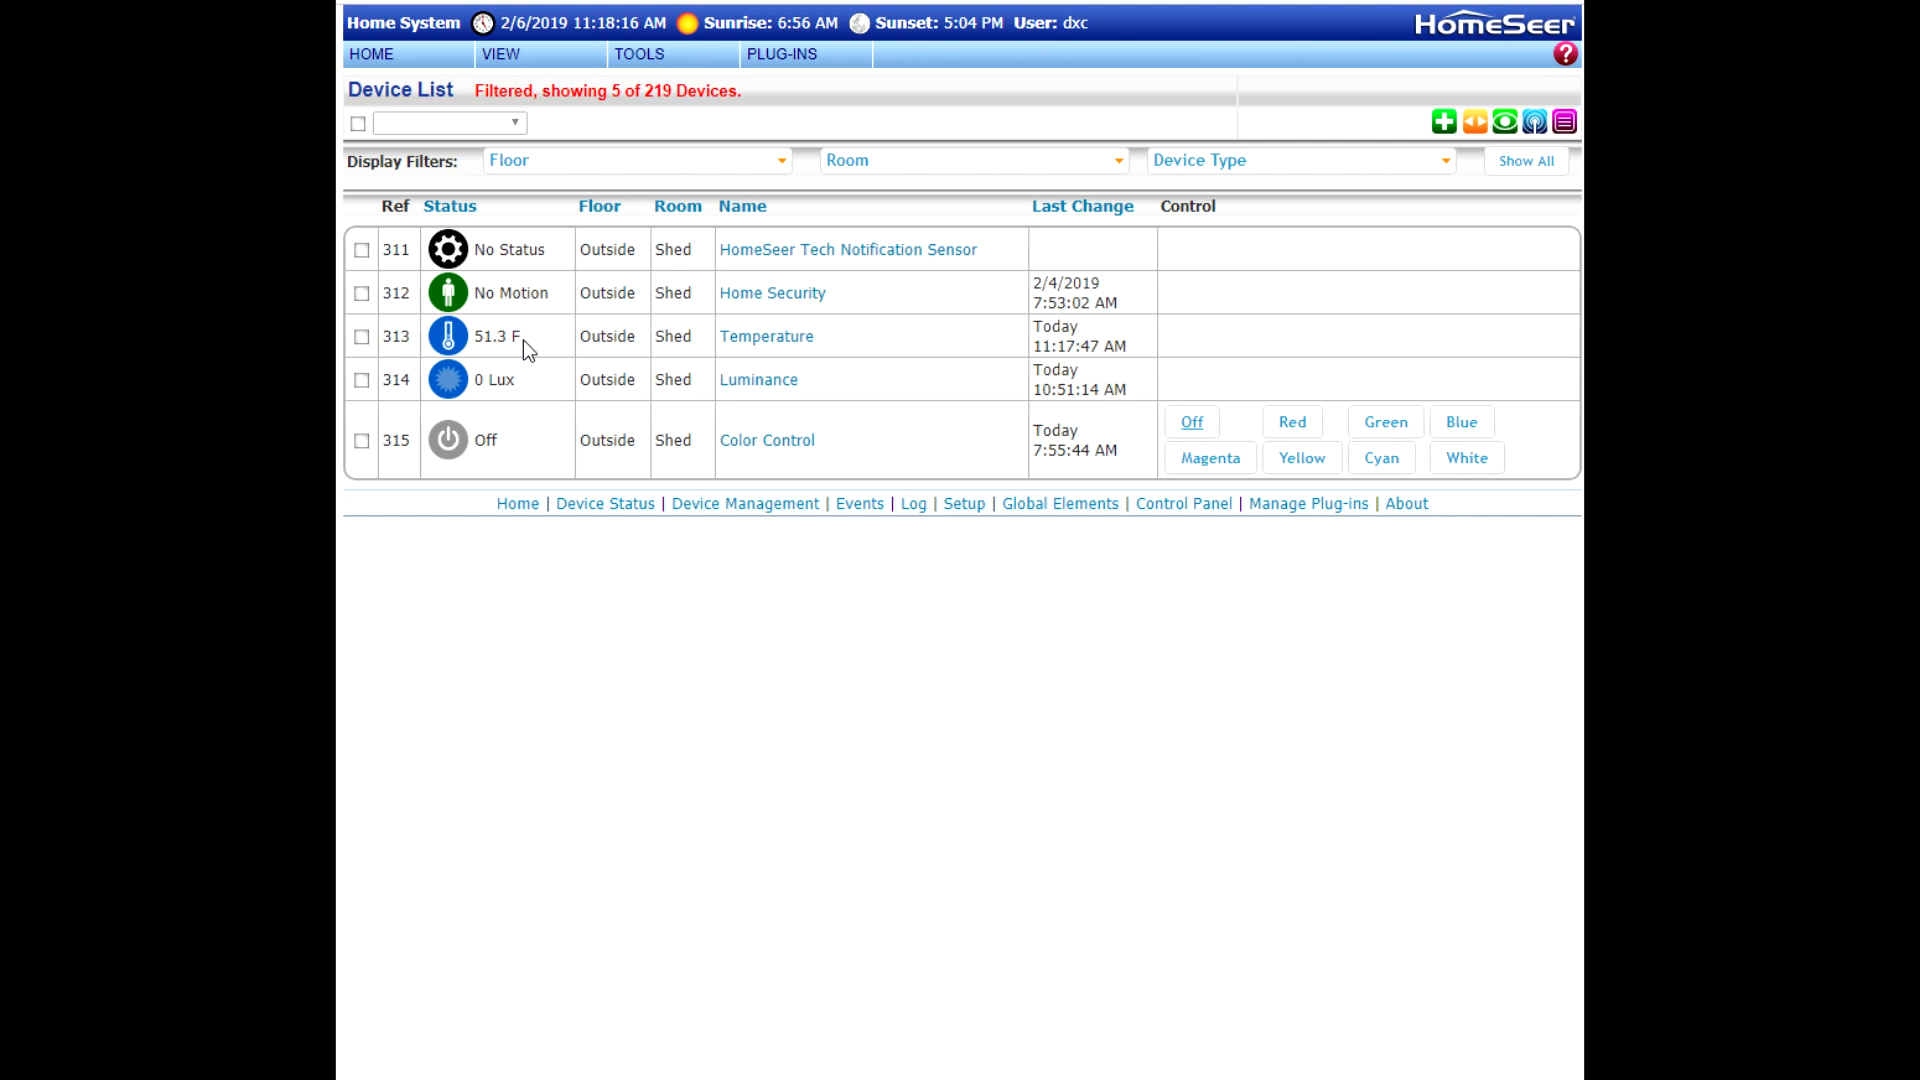 Home System 2/6/2019 11:18:16 AM Sunrise: 6:56 AM Sunset: 5:04 PM User: dxc HomeSeer
HOME VIEW TOOLS PLUG-INS ?
Device List Filtered, showing 5 of 219 Devices.
Display Filters: Floor Room Device Type Show All
Ref Status Floor Room Name Last Change Control
311 No Status Outside Shed HomeSeer Tech Notification Sensor
312 No Motion Outside Shed Home Security 2/4/2019 7:53:02 AM
313 51.3 F Outside Shed Temperature Today 11:17:47 AM
314 0 Lux Outside Shed Luminance Today 10:51:14 AM
315 Off Outside Shed Color Control Today 7:55:44 AM
Off Red Green Blue
Magenta Yellow Cyan White
Home | Device Status | Device Management | Events | Log | Setup | Global Elements | Control Panel | Manage Plug-ins | About